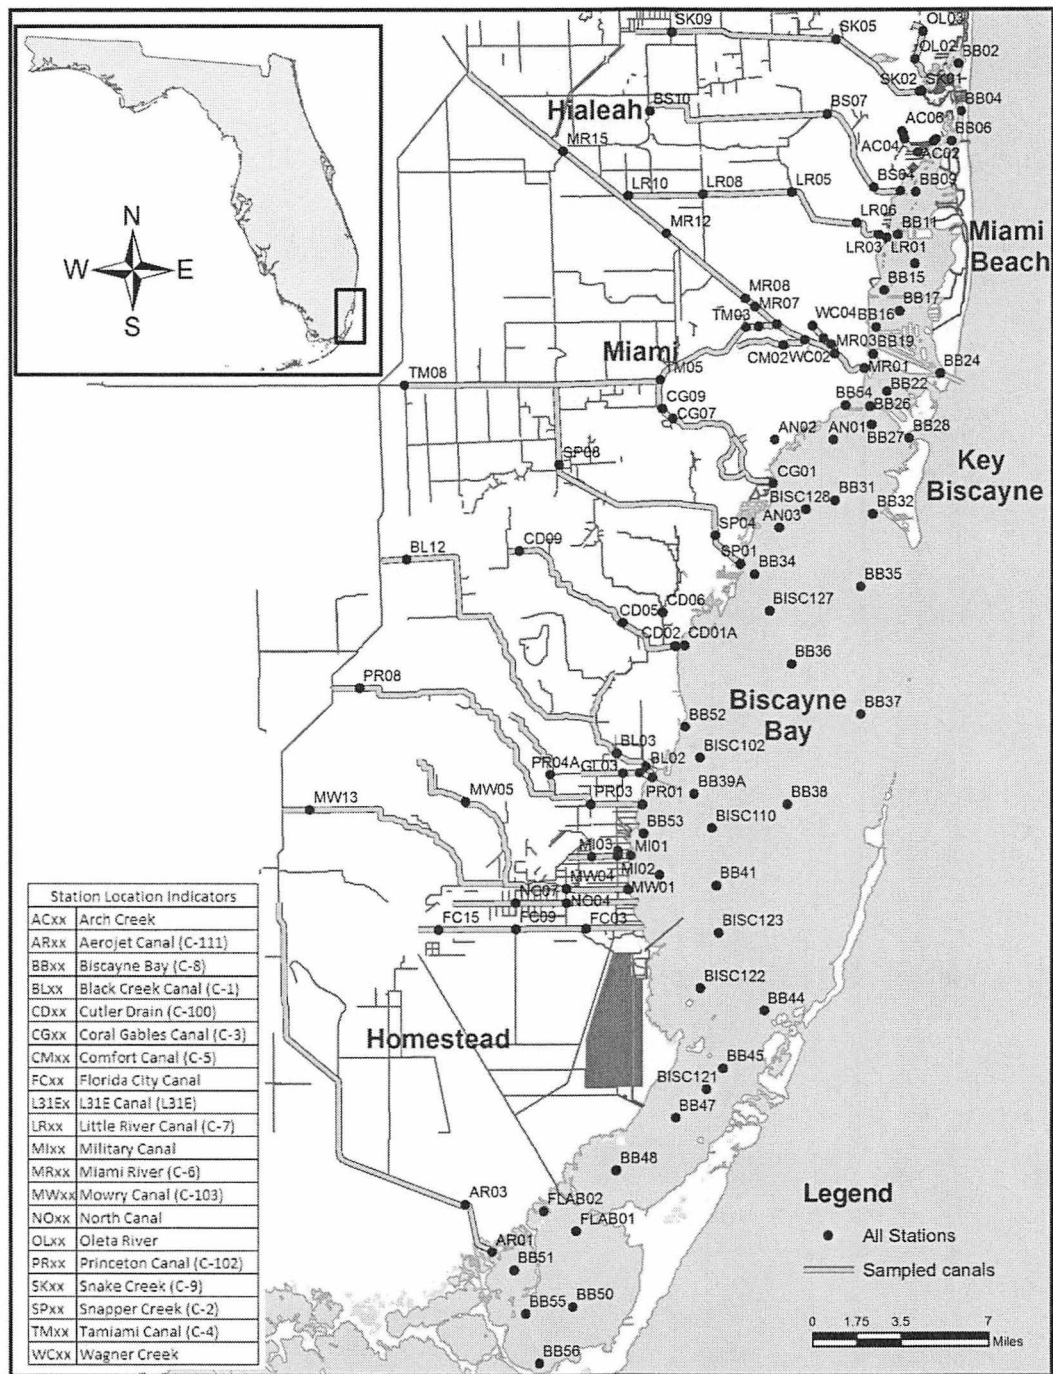 N
W E
S
OL03
SK09
SK05
OL02
BB02
SK02
SK01
BB04
Hialeah
BS10
BS07
AC06
BB06
AC04
AC02
MR15
BS04
BB09
LR10
LR08
LR05
LR06
BB11
LR03
LR01
Miami
Beach
MR12
BB15
MR08
MR07
BB17
TM03
WC04
BB16
MR03
BB19
Miami
CM02
WC02
MR01
BB24
TM08
TM05
BB22
CG09
BB54
BB26
CG07
AN02
AN01
BB27
BB28
SP08
Key
Biscayne
CG01
BISC128
BB31
BB32
SP04
AN03
BL12
CD09
SP01
BB34
BB35
BISC127
CD05
CD06
CD02
CD01A
BB36
PR08
Biscayne
Bay
BB37
BB52
BL03
BISC102
PR04A
GL03
BL02
MW13
MW05
PR03
PR01
BB39A
BB38
BB53
BISC110
MI03
MI01
MI02
BB41
NO07
MW04
MW01
NO04
FC15
FC09
FC03
BISC123
BISC122
BB44
Homestead
BB45
BISC121
BB47
BB48
AR03
FLAB02
FLAB01
AR01
BB51
BB50
BB55
BB56
Station Location Indicators
ACxx Arch Creek
ARxx Aerojet Canal (C-111)
BBxx Biscayne Bay (C-8)
BLxx Black Creek Canal (C-1)
CDxx Cutler Drain (C-100)
CGxx Coral Gables Canal (C-3)
CMxx Comfort Canal (C-5)
FCxx Florida City Canal
L31Ex L31E Canal (L31E)
LRxx Little River Canal (C-7)
MIxx Military Canal
MRxx Miami River (C-6)
MWxx Mowry Canal (C-103)
NOxx North Canal
OLxx Oleta River
PRxx Princeton Canal (C-102)
SKxx Snake Creek (C-9)
SPxx Snapper Creek (C-2)
TMxx Tamiami Canal (C-4)
WCxx Wagner Creek
Legend
All Stations
Sampled canals
0 1.75 3.5 7
Miles